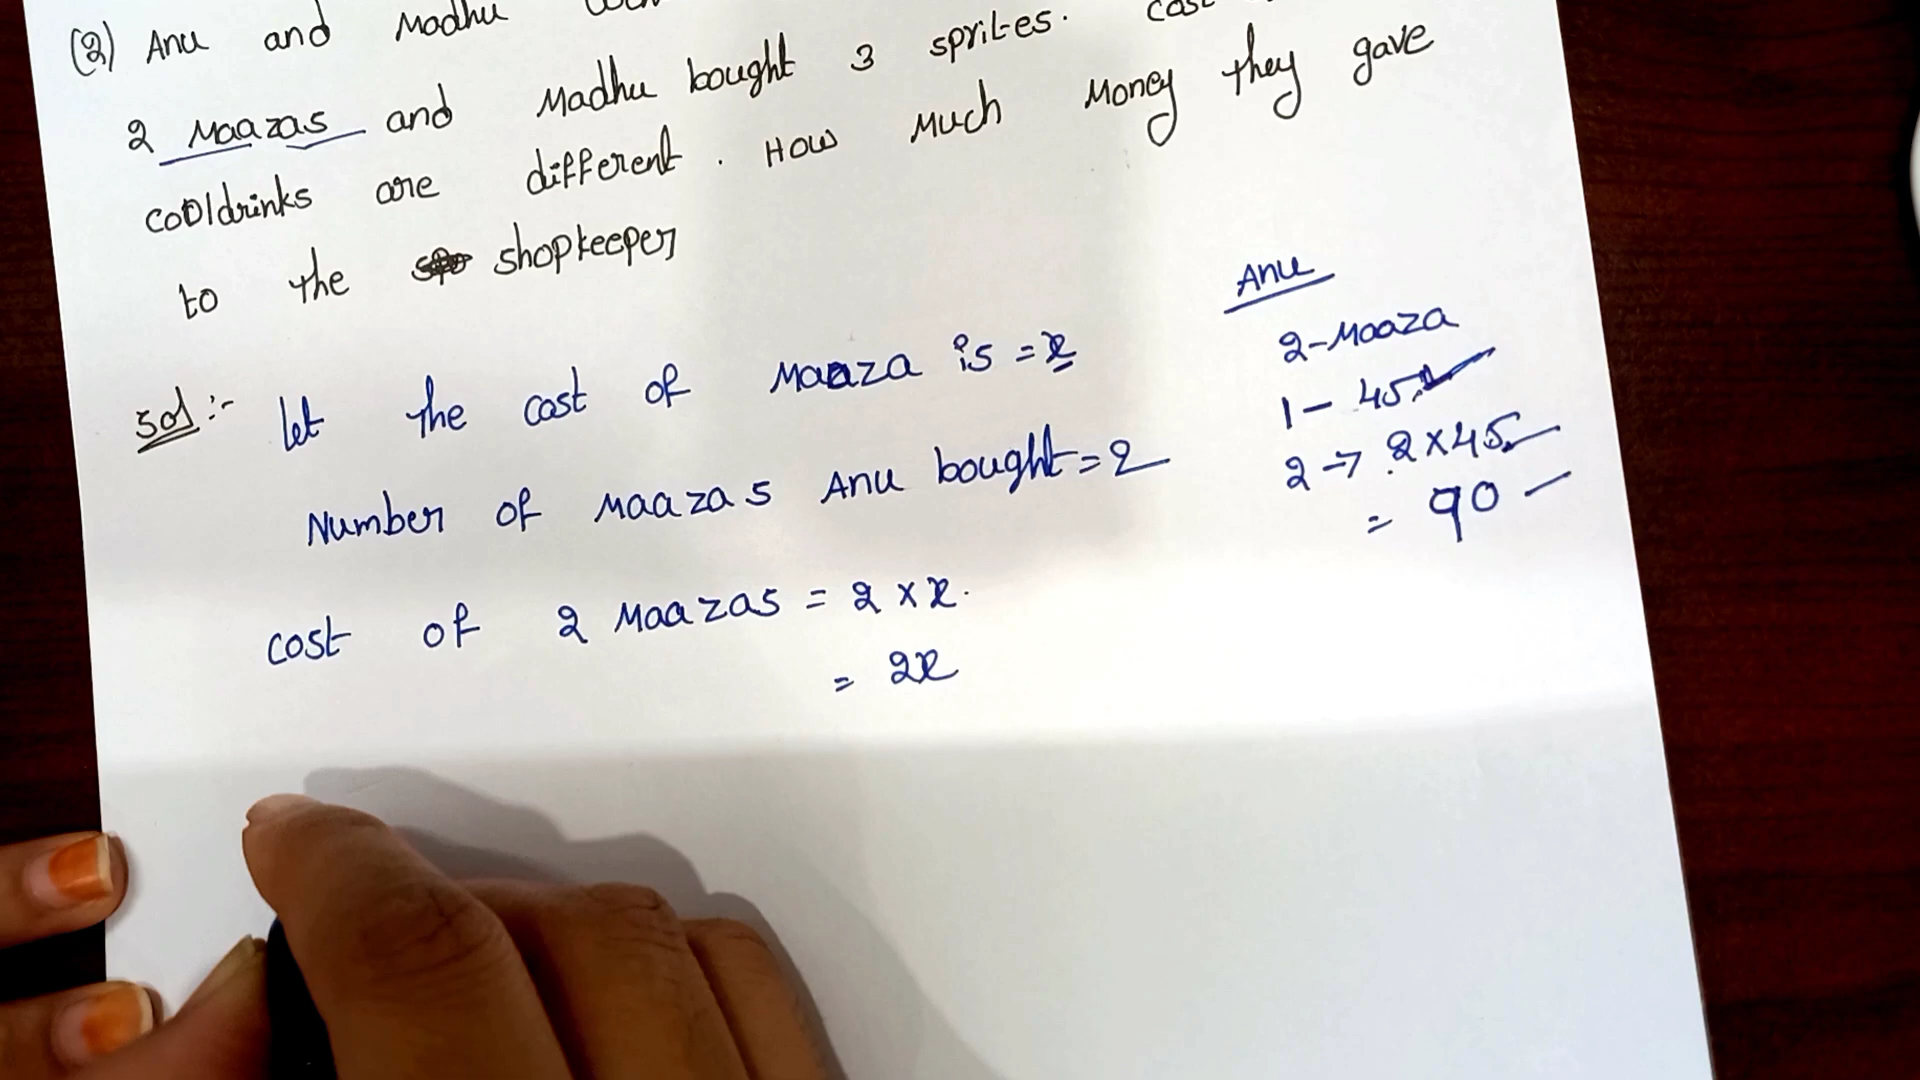 (2) Anu and Madhu
2 Maazas and Madhu bought 3 sprites.
cooldrinks are different. How Much Money they gave
to the shopkeeper
Sol:- let the cost of Maaza is = x
Number of Maazas Anu bought = 2
cost of 2 Maazas = 2 × x.
= 2x
Anu
2-Maaza
1 - 45
2 → 2×45
= 90